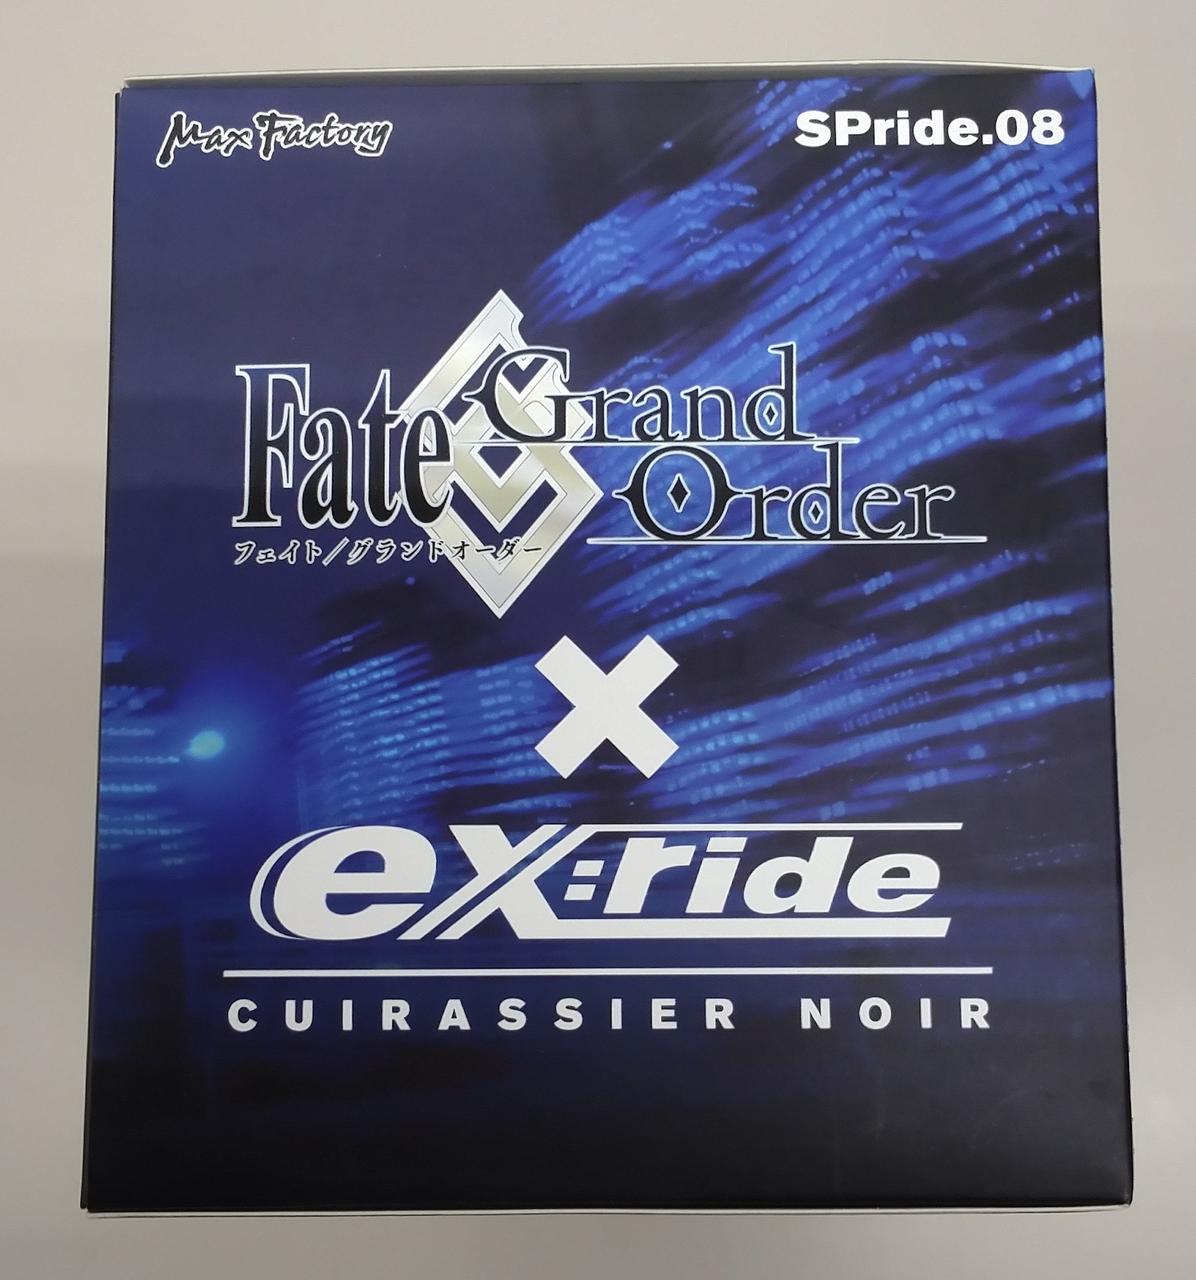 Max Factory
SPride.08
Fate
Grand
Order
フェイト/グランドオーダー
×
ex:ride
CUIRASSIER NOIR